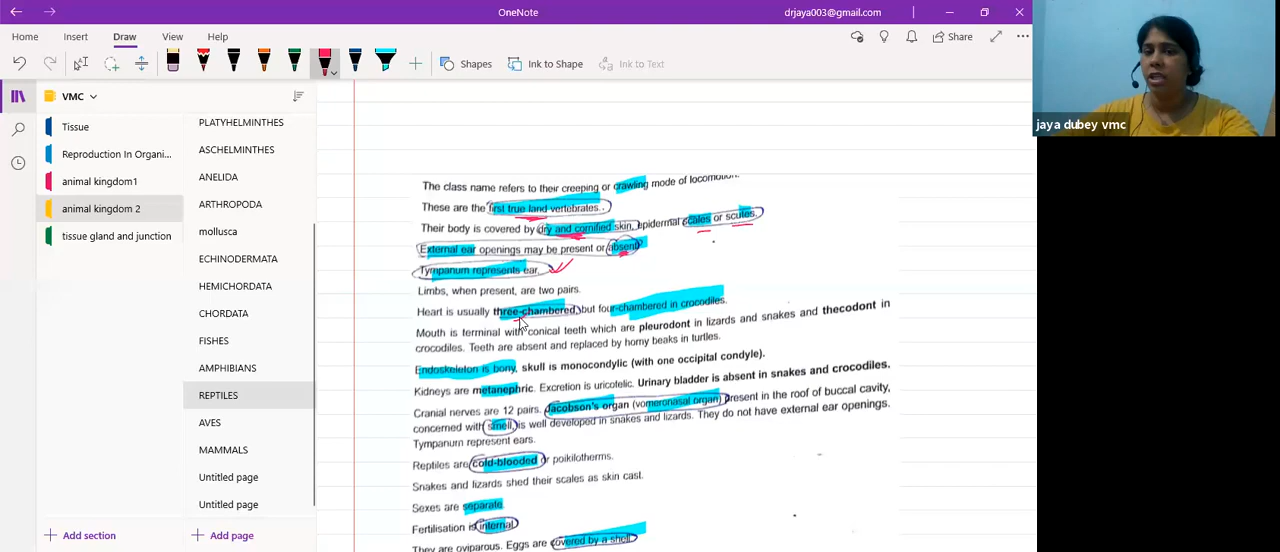 OneNote
drjaya003@gmail.com
Home Insert Draw View Help
Share
Shapes
Ink to Shape
Ink to Text
VMC
Tissue
Reproduction In Organi...
animal kingdom1
animal kingdom 2
tissue gland and junction
PLATYHELMINTHES
ASCHELMINTHES
ANELIDA
ARTHROPODA
mollusca
ECHINODERMATA
HEMICHORDATA
CHORDATA
FISHES
AMPHIBIANS
REPTILES
AVES
MAMMALS
Untitled page
Untitled page
Add section
Add page
The class name refers to their creeping or crawling mode of locomotion.
These are the first true land vertebrates.
Their body is covered by dry and cornified skin, epidermal scales or scutes.
External ear openings may be present or absent.
Tympanum represents ear.
Limbs, when present, are two pairs.
Heart is usually three-chambered, but four-chambered in crocodiles.
Mouth is terminal with conical teeth which are pleurodont in lizards and snakes and thecodont in
crocodiles. Teeth are absent and replaced by horny beaks in turtles.
Endoskeleton is bony, skull is monocondylic (with one occipital condyle).
Kidneys are metanephric. Excretion is uricotelic. Urinary bladder is absent in snakes and crocodiles.
Cranial nerves are 12 pairs. Jacobson's organ (vomeronasal organ) present in the roof of buccal cavity,
concerned with smell, is well developed in snakes and lizards. They do not have external ear openings.
Tympanum represent ears.
Reptiles are cold-blooded or poikilotherms.
Snakes and lizards shed their scales as skin cast.
Sexes are separate
Fertilisation is internal
They are oviparous. Eggs are covered by a shell
jaya dubey vmc